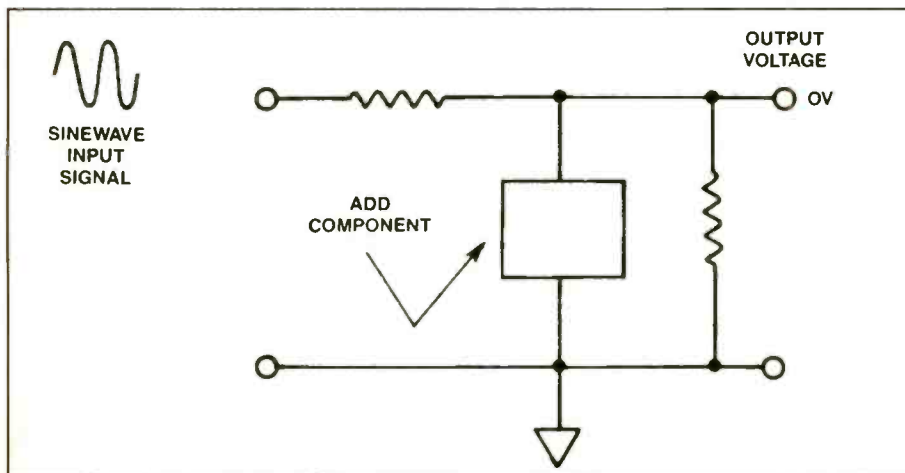 SINEWAVE
INPUT
SIGNAL
ADD
COMPONENT
OUTPUT
VOLTAGE
OV